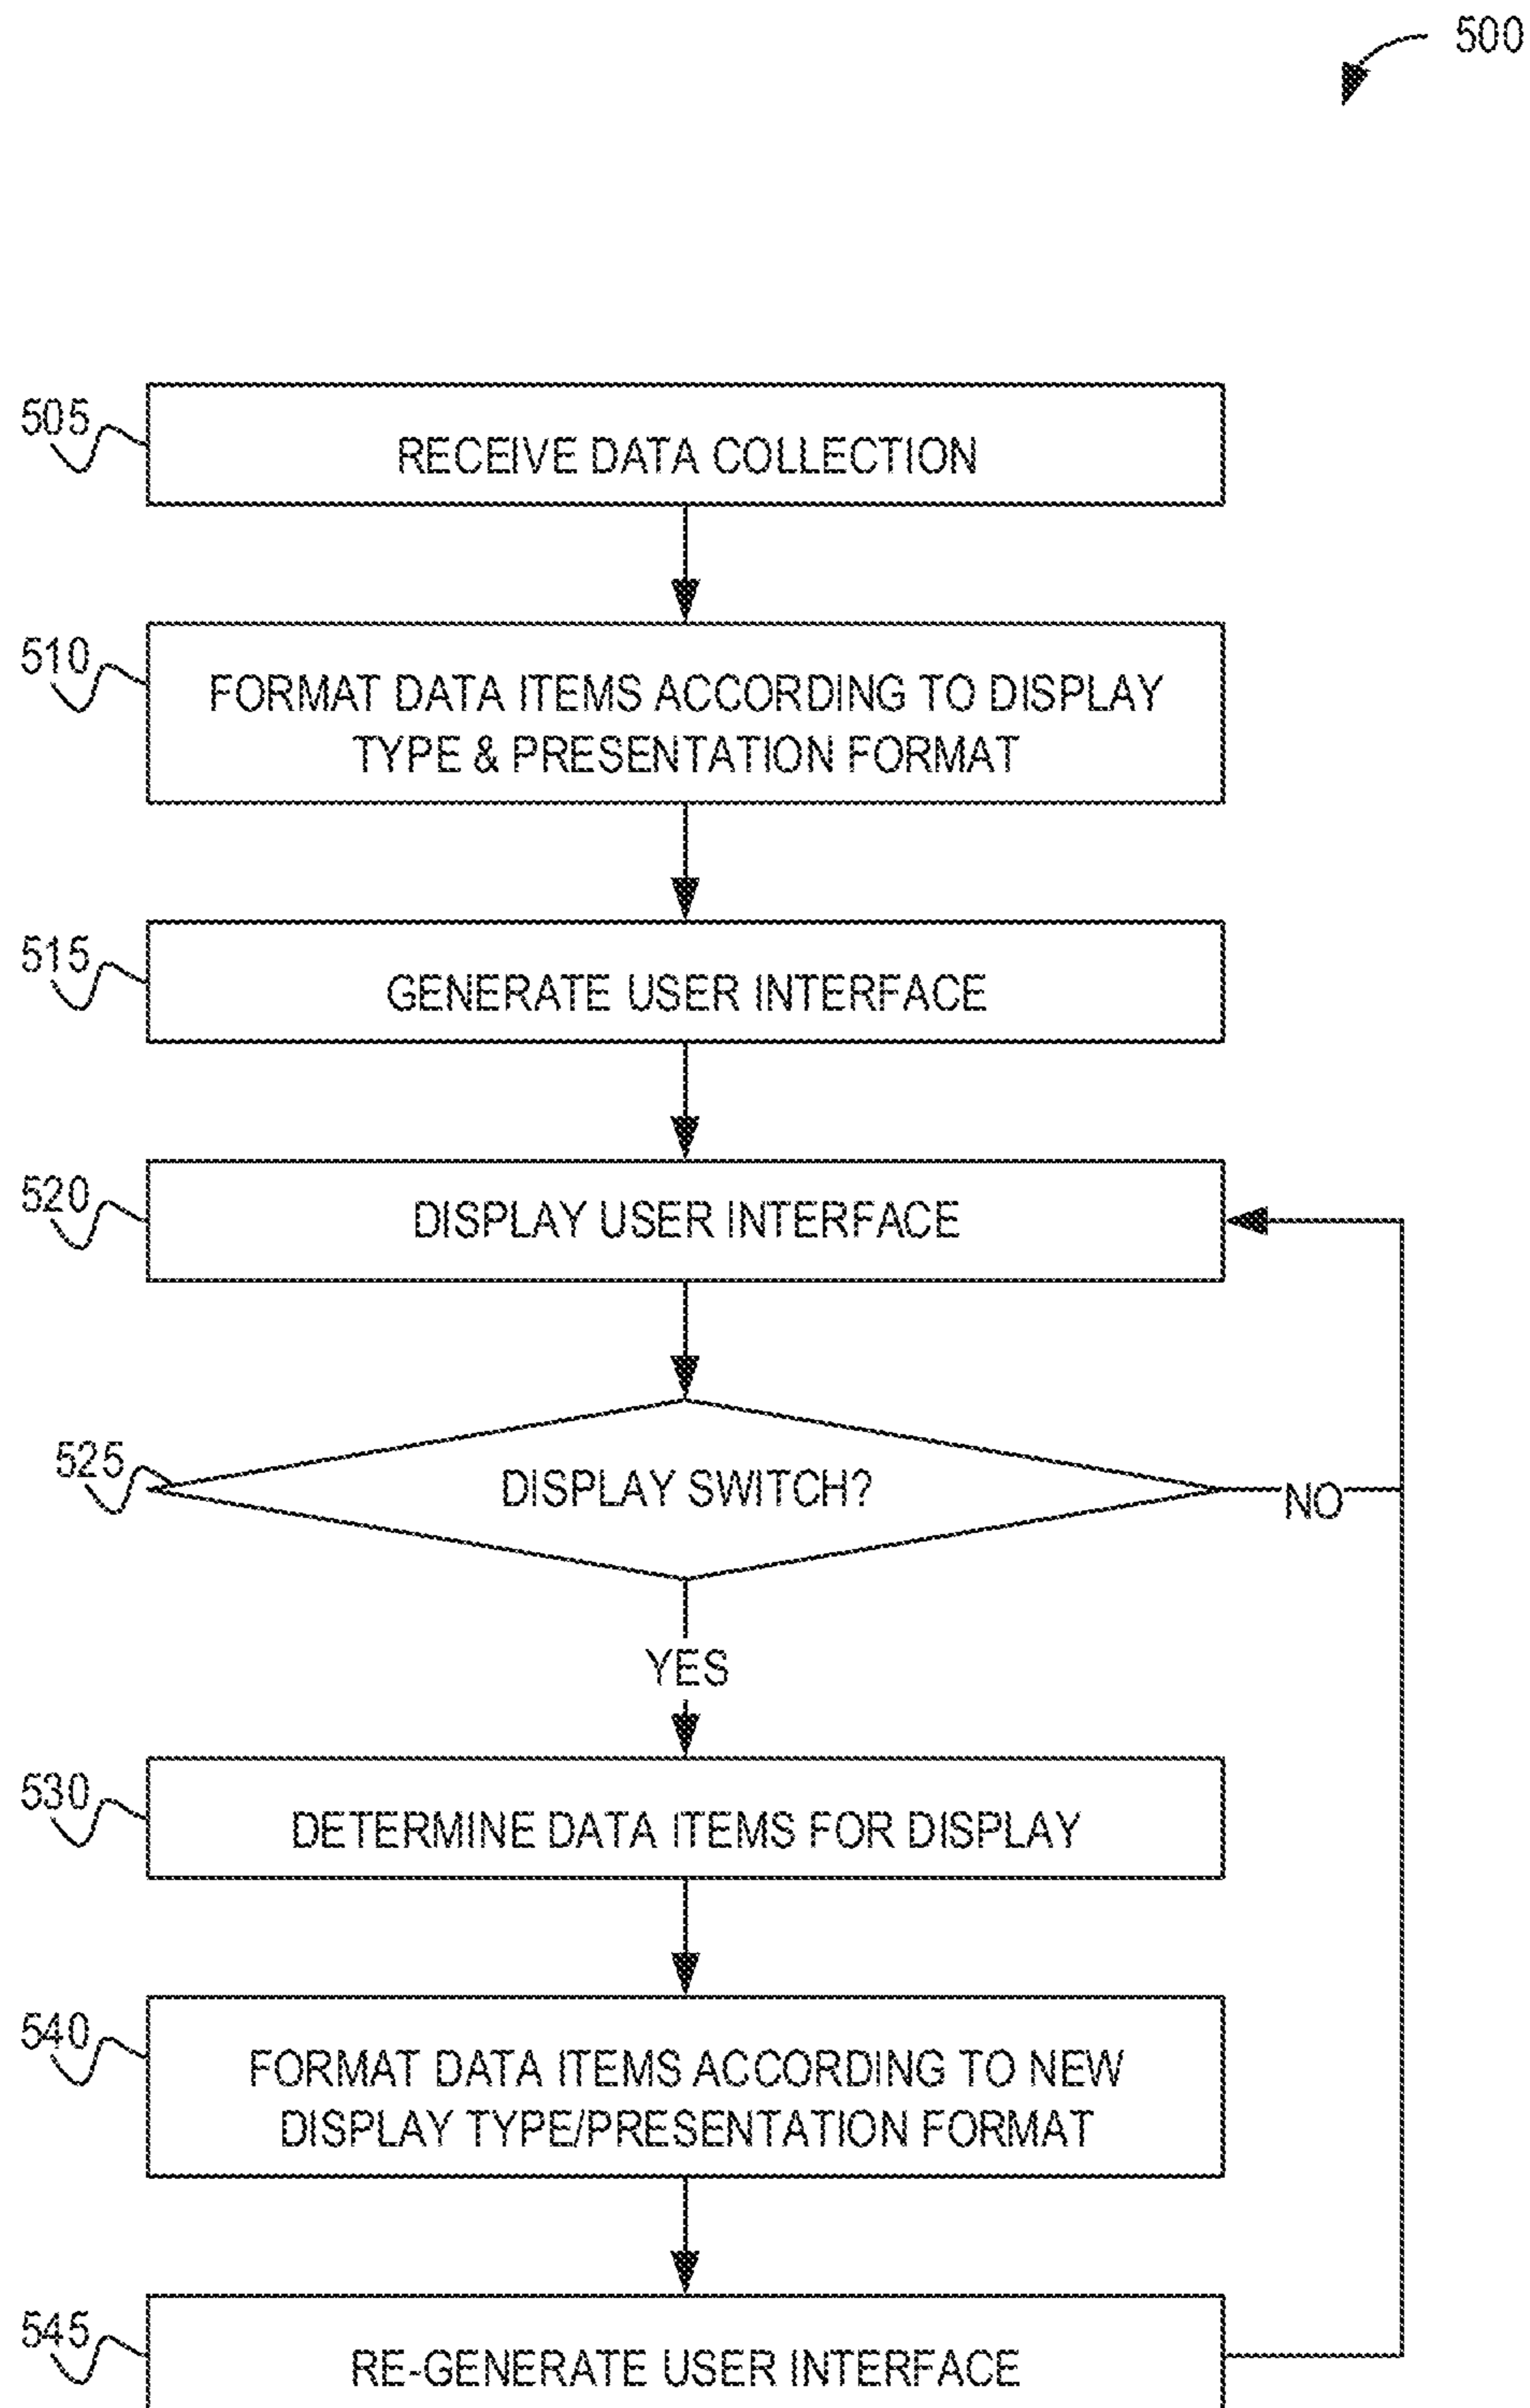 500
505
RECEIVE DATA COLLECTION
510
FORMAT DATA ITEMS ACCORDING TO DISPLAY
TYPE & PRESENTATION FORMAT
515
GENERATE USER INTERFACE
520
DISPLAY USER INTERFACE
525
DISPLAY SWITCH?
NO
YES
530
DETERMINE DATA ITEMS FOR DISPLAY
540
FORMAT DATA ITEMS ACCORDING TO NEW
DISPLAY TYPE/PRESENTATION FORMAT
545
RE-GENERATE USER INTERFACE